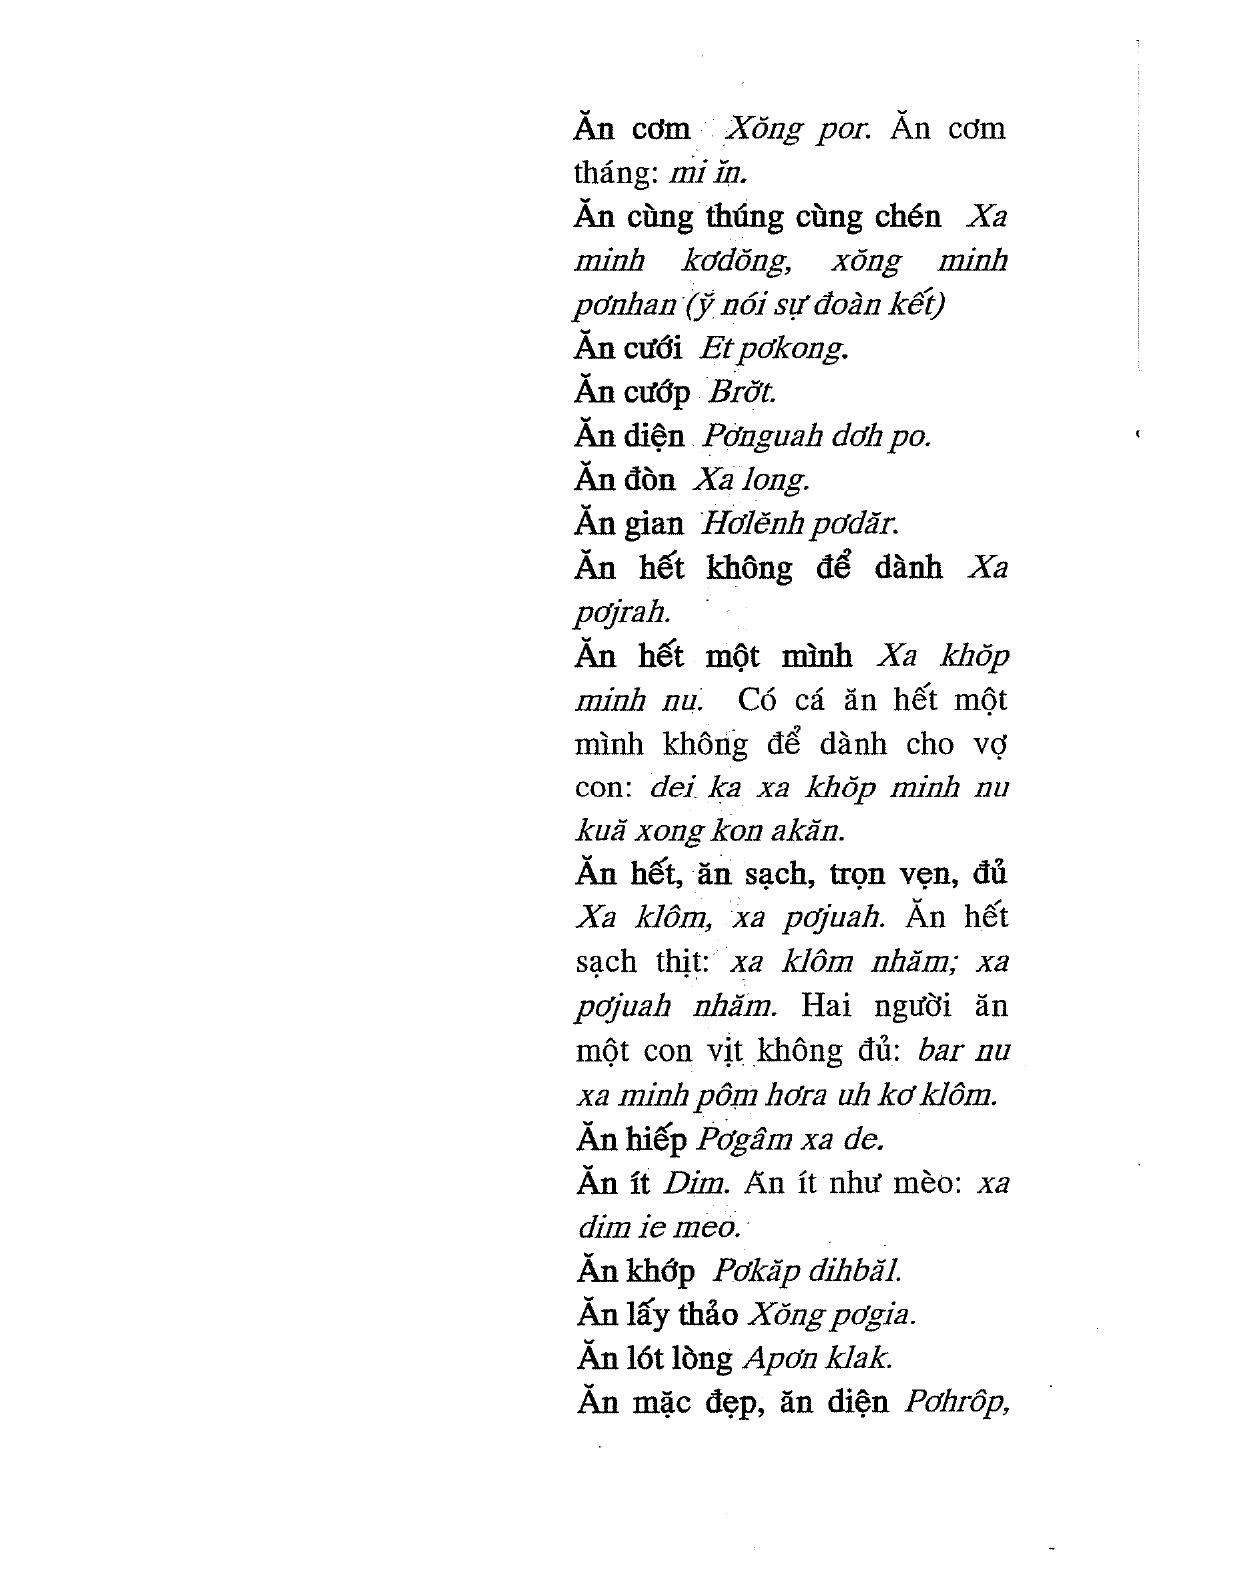 Ăn cơm Xŏng por. Ăn cơm
tháng: mi ĭn.
Ăn cùng thúng cùng chén Xa
minh kơdŏng, xŏng minh
pơnhan (ý nói sự đoàn kết)
Ăn cưới Et pơkong.
Ăn cướp Brơ̆t.
Ăn diện Pơnguah dơh po.
Ăn đòn Xa long.
Ăn gian Hơlĕnh pơdăr.
Ăn hết không để dành Xa
pơjrah.
Ăn hết một mình Xa khŏp
minh nu. Có cá ăn hết một
mình không để dành cho vợ
con: dei ka xa khŏp minh nu
kuă xong kon akăn.
Ăn hết, ăn sạch, trọn vẹn, đủ
Xa klôm, xa pơjuah. Ăn hết
sạch thịt: xa klôm nhăm; xa
pơjuah nhăm. Hai người ăn
một con vịt không đủ: bar nu
xa minh pôm hơra uh kơ klôm.
Ăn hiếp Pơgâm xa de.
Ăn ít Dim. Ăn ít như mèo: xa
dim ie meo.
Ăn khớp Pơkăp dihbăl.
Ăn lấy thảo Xŏng pơgia.
Ăn lót lòng Apơn klak.
Ăn mặc đẹp, ăn diện Pơhrôp,